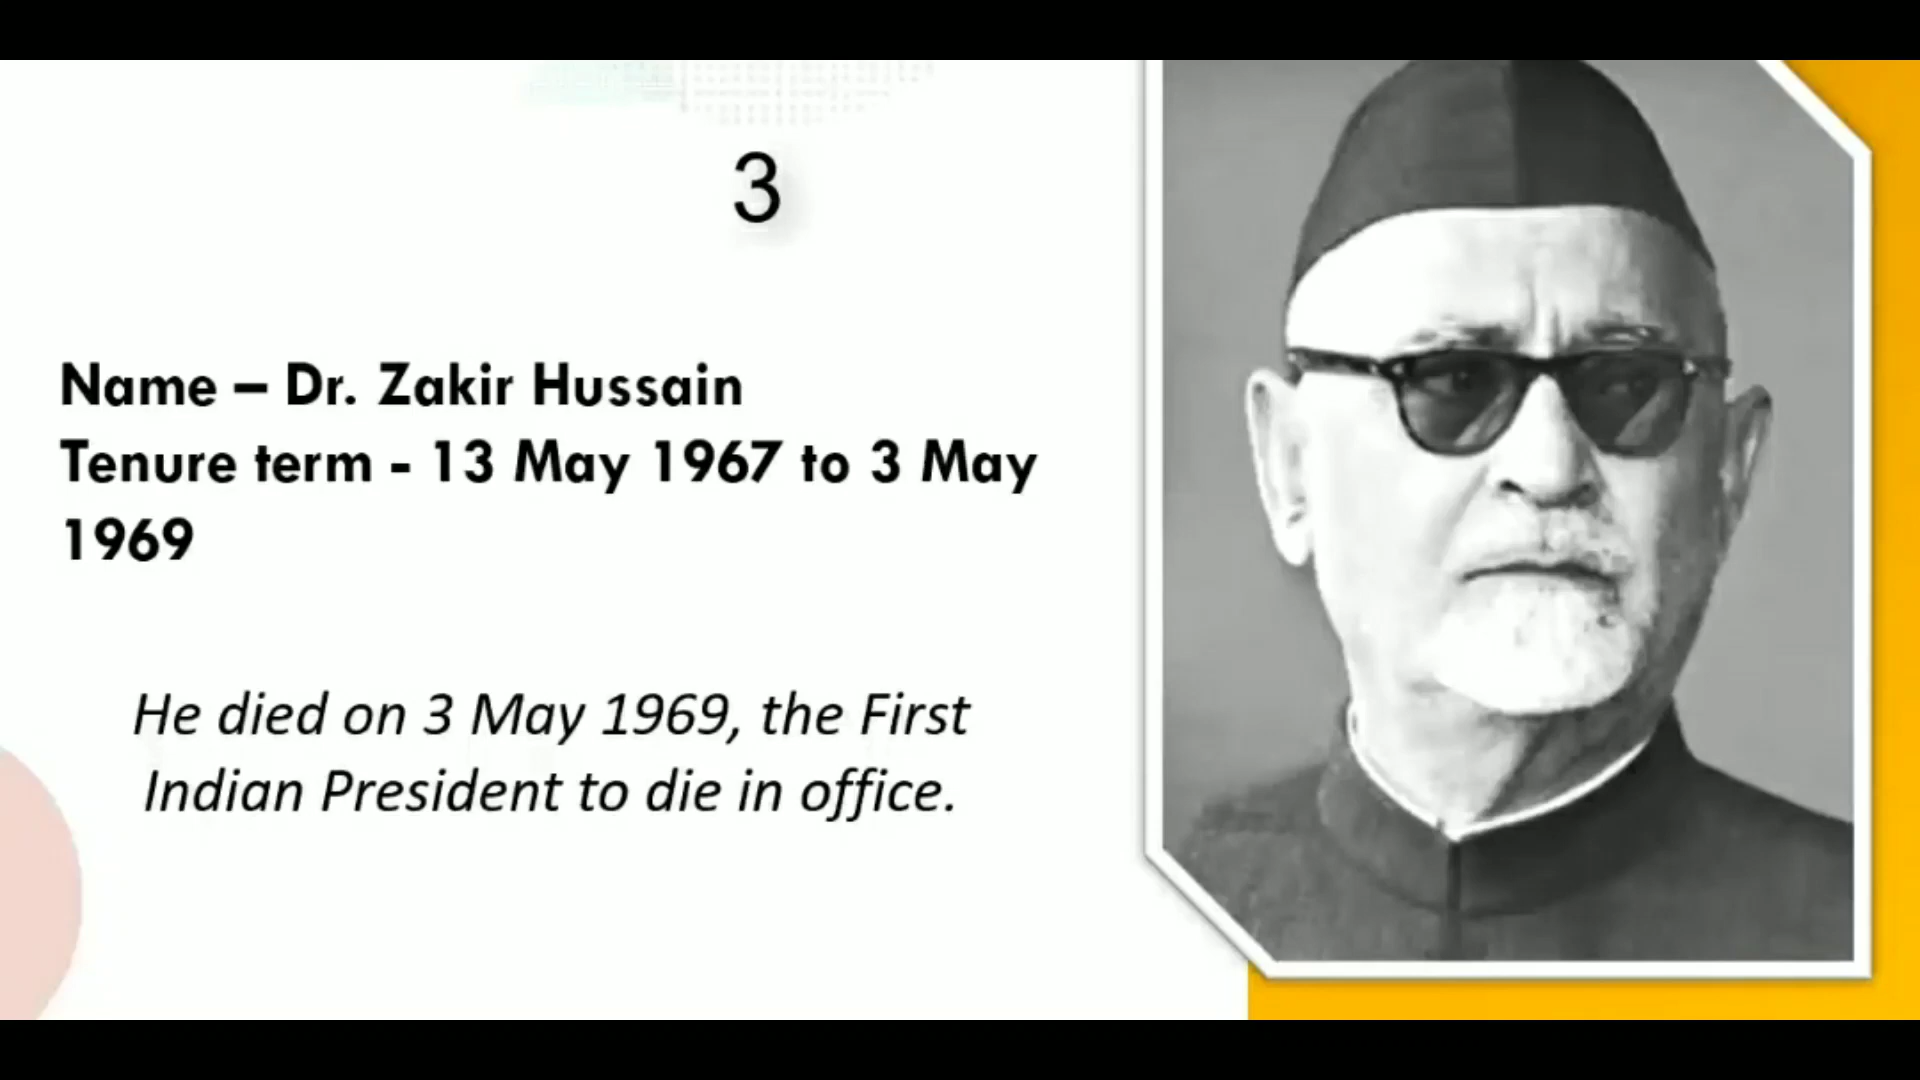 3
Name – Dr. Zakir Hussain
Tenure term - 13 May 1967 to 3 May
1969
He died on 3 May 1969, the First
Indian President to die in office.